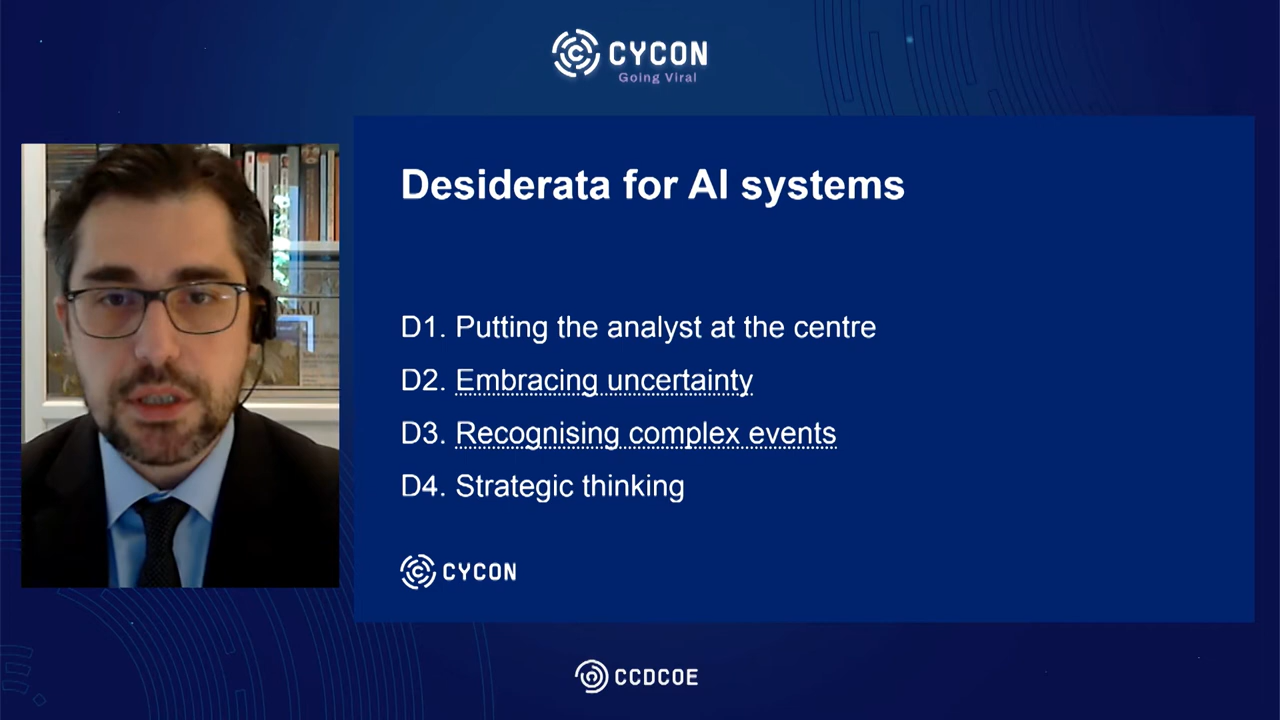 CYCON
Going Viral
Desiderata for AI systems
D1. Putting the analyst at the centre
D2. Embracing uncertainty
D3. Recognising complex events
D4. Strategic thinking
CYCON
CCDCOE